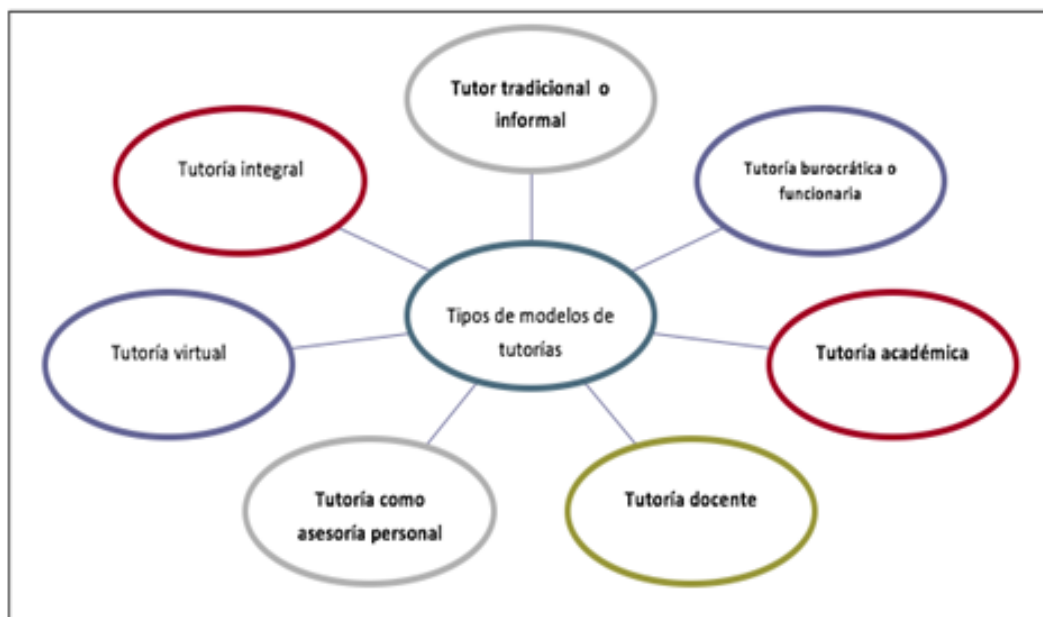 Tutor tradicional o
informal
Tutoría integral
Tutoría burocrática o
funcionaria
Tipos de modelos de
tutorías
Tutoría virtual
Tutoría académica
Tutoría como
asesoría personal
Tutoría docente